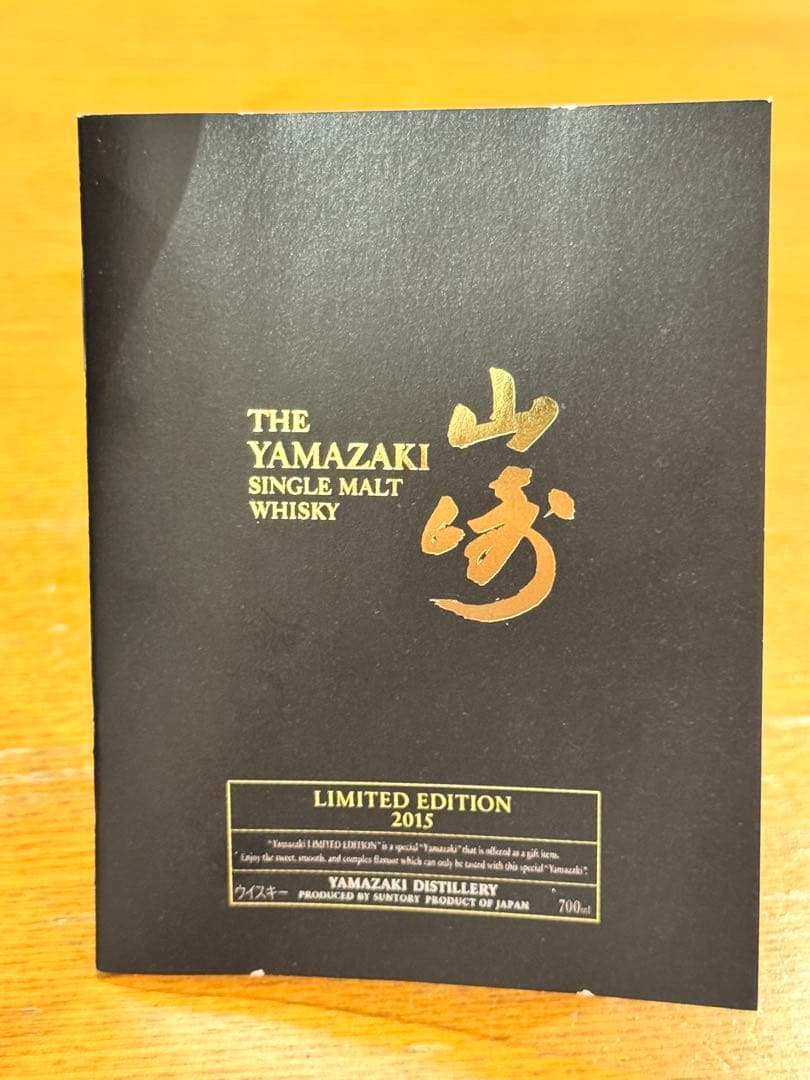 THE
YAMAZAKI
SINGLE MALT
WHISKY
山崎
LIMITED EDITION
2015
"Yamazaki LIMITED EDITION" is a special "Yamazaki" that is offered as a gift item.
Enjoy the sweet, smooth, and complex flavour which can only be tasted with this special "Yamazaki".
YAMAZAKI DISTILLERY
ウイスキー PRODUCED BY SUNTORY PRODUCT OF JAPAN 700ml